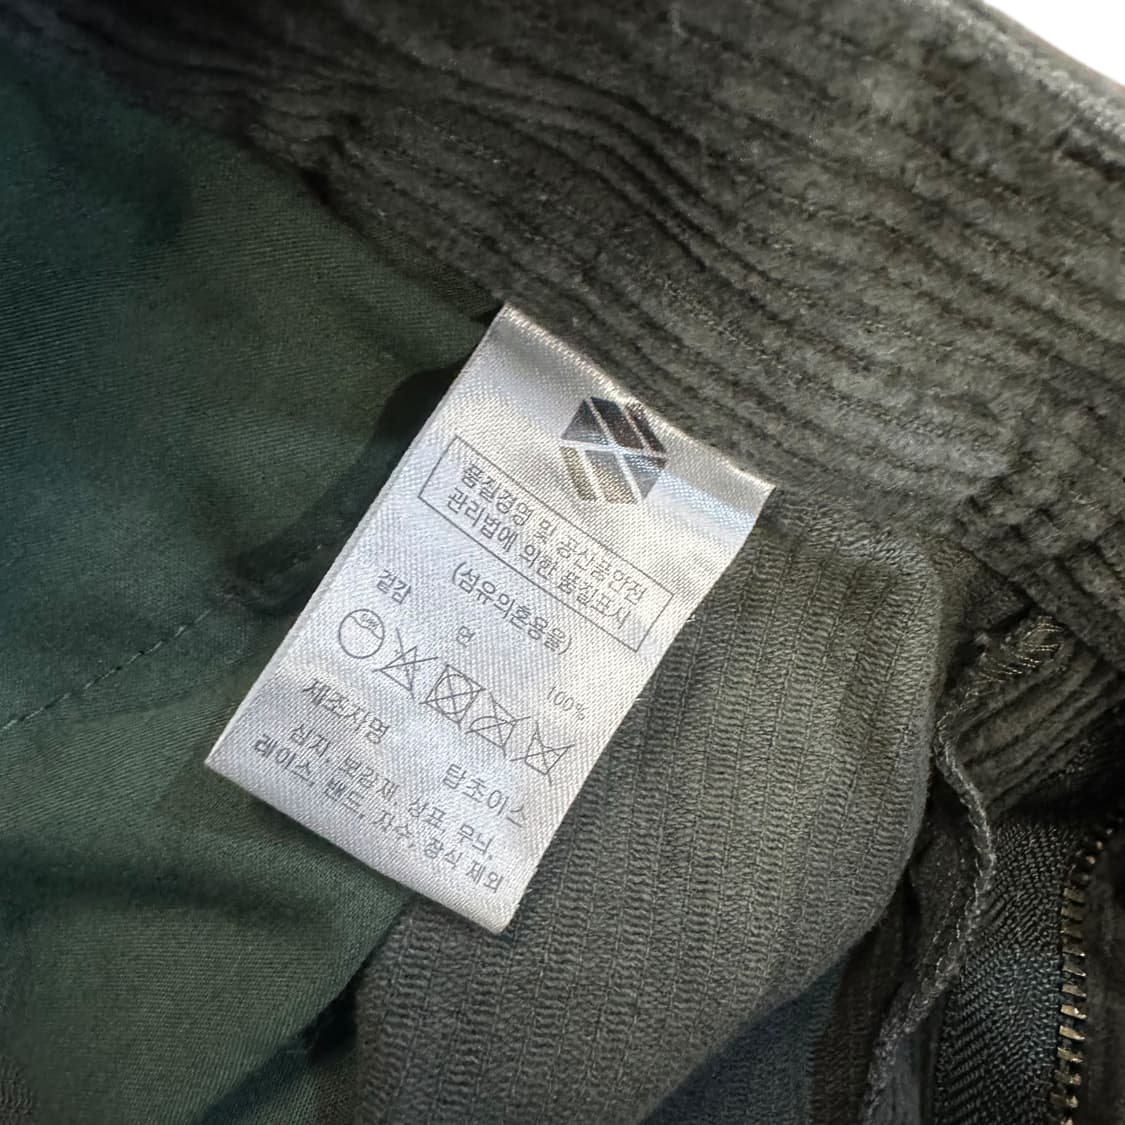 품질경영 및 공산품안전
관리법에 의한 품질표시
(섬유의혼용율)
겉감 면 100%
제조자명 탑초이스
심지, 보강재, 상표, 무늬,
레이스, 밴드, 자수, 장식 제외